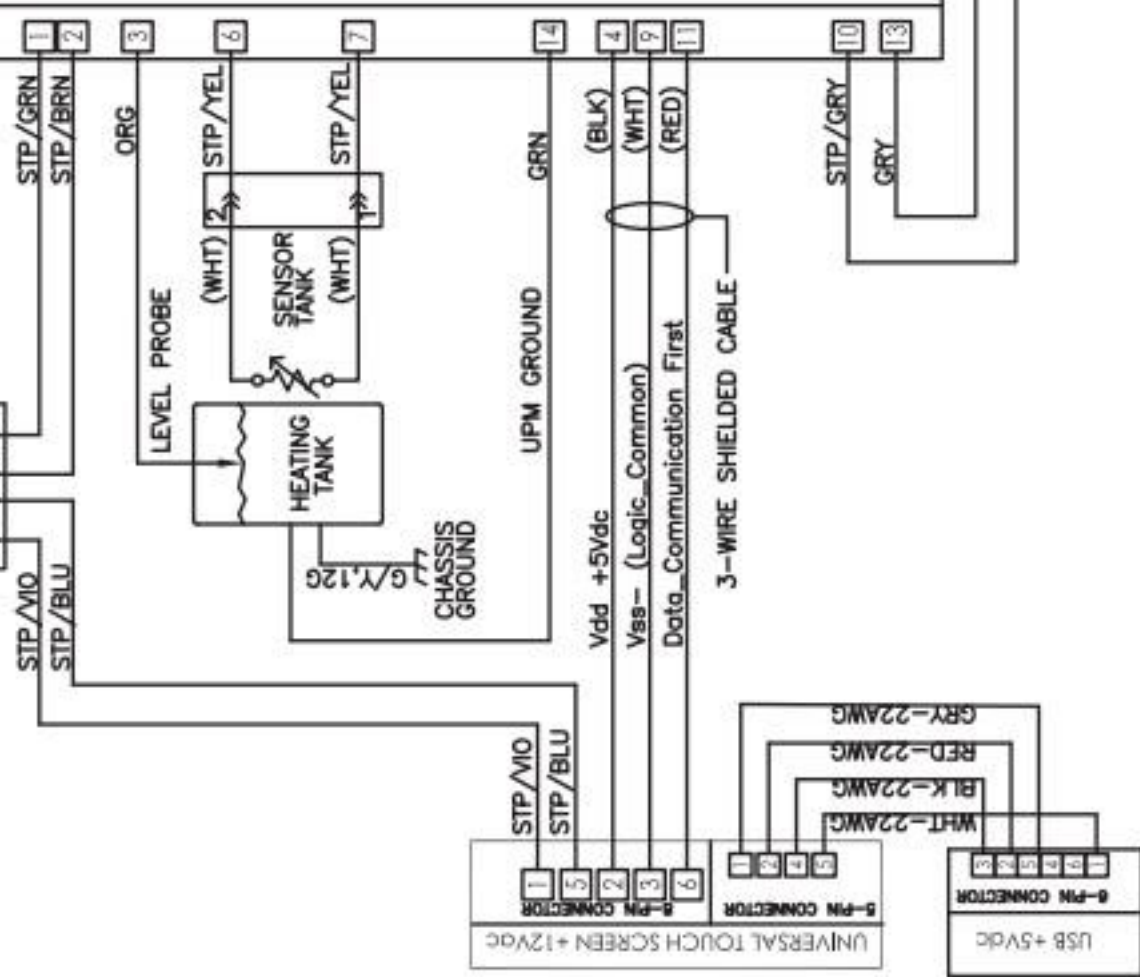 1
2
3
6
7
14
4
9
11
10
13
STP/GRN
STP/BRN
ORG
STP/YEL
STP/YEL
GRN
(BLK)
(WHT)
(RED)
STP/GRY
GRY
2
1
(WHT)
(WHT)
SENSOR
TANK
LEVEL PROBE
HEATING
TANK
UPM GROUND
G/Y,12G
CHASSIS
GROUND
Vdd +5Vdc
Vss- (Logic_Common)
Data_Communication First
3-WIRE SHIELDED CABLE
STP/VIO
STP/BLU
STP/VIO
STP/BLU
GRY-22AWG
RED-22AWG
BLK-22AWG
WHT-22AWG
1
5
2
3
6
6-PIN CONNECTOR
1
2
4
5
5-PIN CONNECTOR
UNIVERSAL TOUCH SCREEN +12Vac
3
2
5
4
6
1
6-PIN CONNECTOR
USB +5Vdc